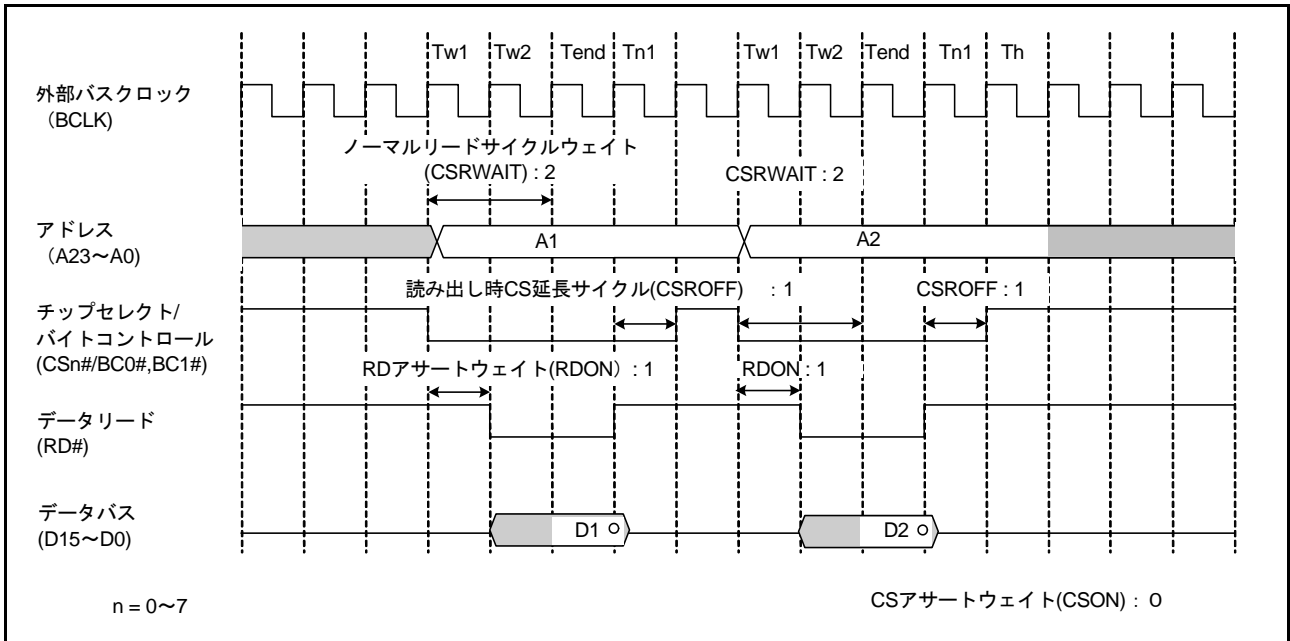 Tw1 Tw2 Tend Tn1 Tw1 Tw2 Tend Tn1 Th
外部バスクロック
(BCLK)
ノーマルリードサイクルウェイト
(CSRWAIT) : 2
CSRWAIT : 2
アドレス
(A23～A0)
A1
A2
読み出し時CS延長サイクル(CSROFF) : 1
CSROFF : 1
チップセレクト/
バイトコントロール
(CSn#/BC0#,BC1#)
RDアサートウェイト(RDON) : 1
RDON : 1
データリード
(RD#)
データバス
(D15～D0)
D1
D2
n = 0～7
CSアサートウェイト(CSON) : 0